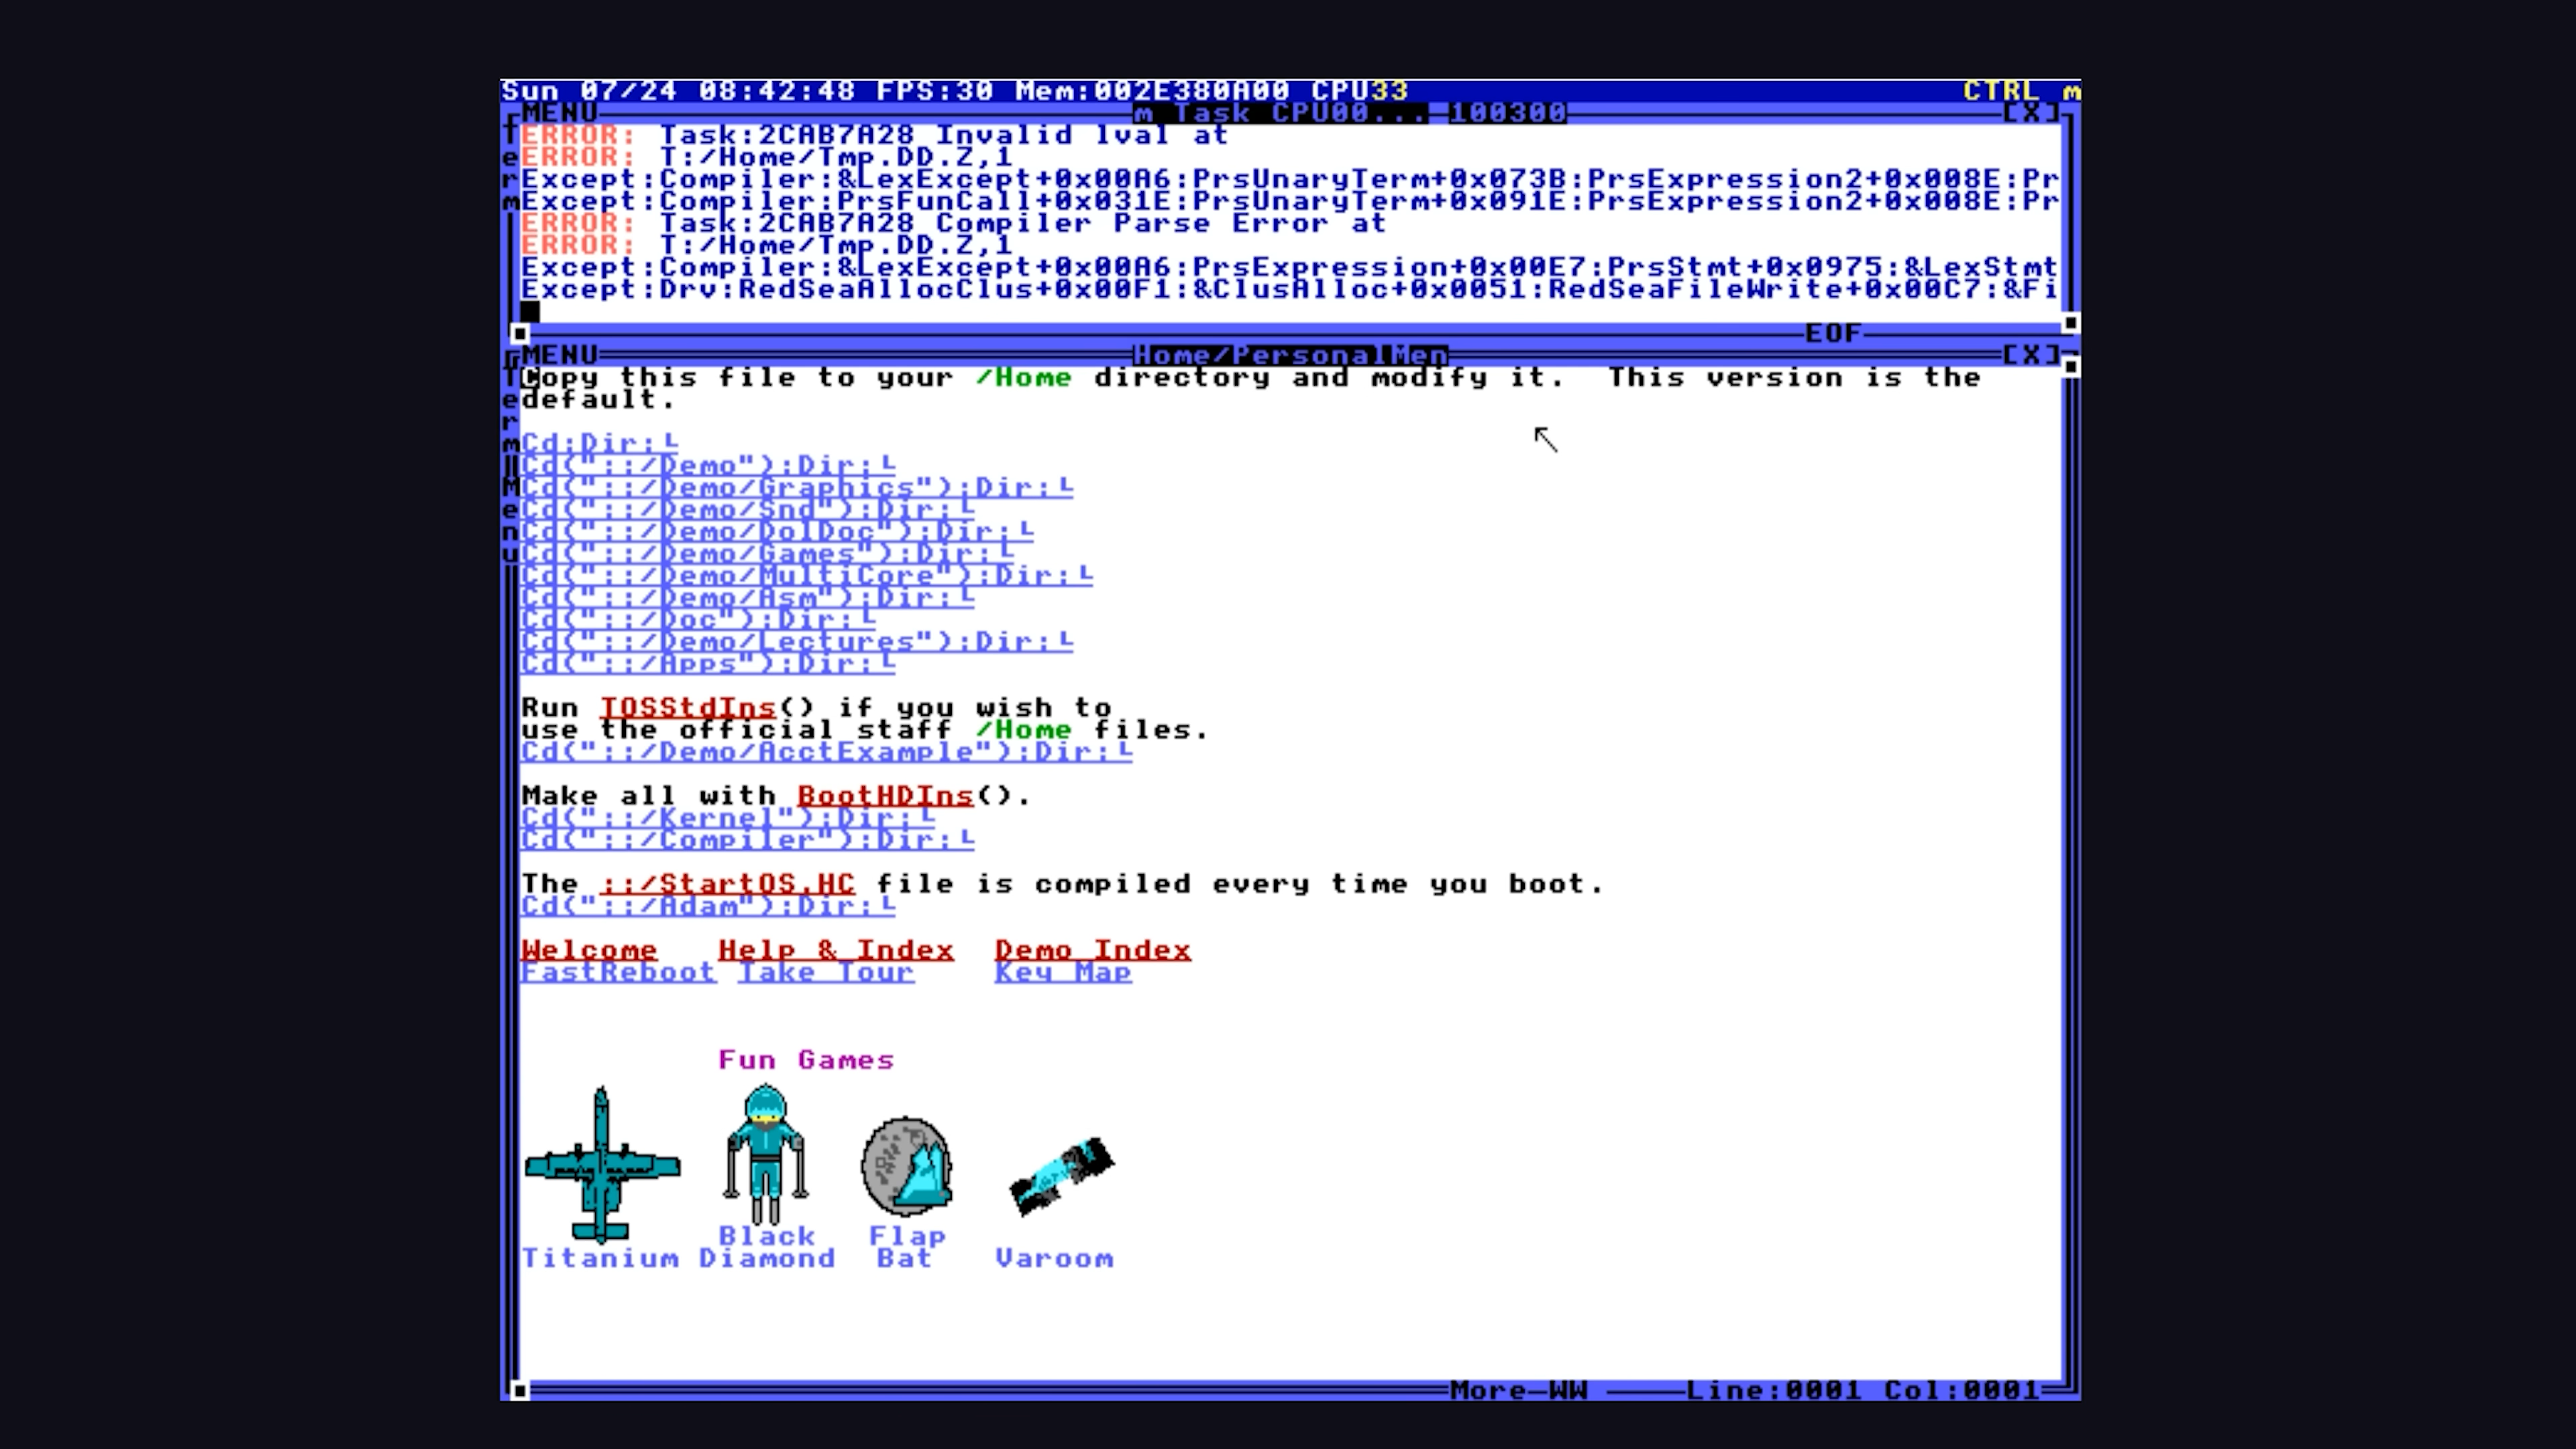 Sun 07/24 08:42:48 FPS:30 Mem:002E380A00 CPU33 CTRL m
MENU m Task CPU00... 100300 [X]
ERROR: Task:2CAB7A28 Invalid lval at
ERROR: T:/Home/Tmp.DD.Z,1
Except:Compiler:&LexExcept+0x00A6:PrsUnaryTerm+0x073B:PrsExpression2+0x008E:Pr
Except:Compiler:PrsFunCall+0x031E:PrsUnaryTerm+0x091E:PrsExpression2+0x008E:Pr
ERROR: Task:2CAB7A28 Compiler Parse Error at
ERROR: T:/Home/Tmp.DD.Z,1
Except:Compiler:&LexExcept+0x00A6:PrsExpression+0x00E7:PrsStmt+0x0975:&LexStmt
Except:Drv:RedSeaAllocClus+0x00F1:&ClusAlloc+0x0051:RedSeaFileWrite+0x00C7:&Fi
EOF
MENU Home/PersonalMen [X]
Copy this file to your /Home directory and modify it. This version is the
default.
Cd;Dir;
Cd("::/Demo");Dir;
Cd("::/Demo/Graphics");Dir;
Cd("::/Demo/Snd");Dir;
Cd("::/Demo/DolDoc");Dir;
Cd("::/Demo/Games");Dir;
Cd("::/Demo/MultiCore");Dir;
Cd("::/Demo/Asm");Dir;
Cd("::/Doc");Dir;
Cd("::/Demo/Lectures");Dir;
Cd("::/Apps");Dir;
Run TOSStdIns() if you wish to
use the official staff /Home files.
Cd("::/Demo/AcctExample");Dir;
Make all with BootHDIns().
Cd("::/Kernel");Dir;
Cd("::/Compiler");Dir;
The ::/StartOS.HC file is compiled every time you boot.
Cd("::/Adam");Dir;
Welcome Help & Index Demo Index
FastReboot Take Tour Key Map
Fun Games
Black Flap
Titanium Diamond Bat Varoom
More WW Line:0001 Col:0001
Term Menu